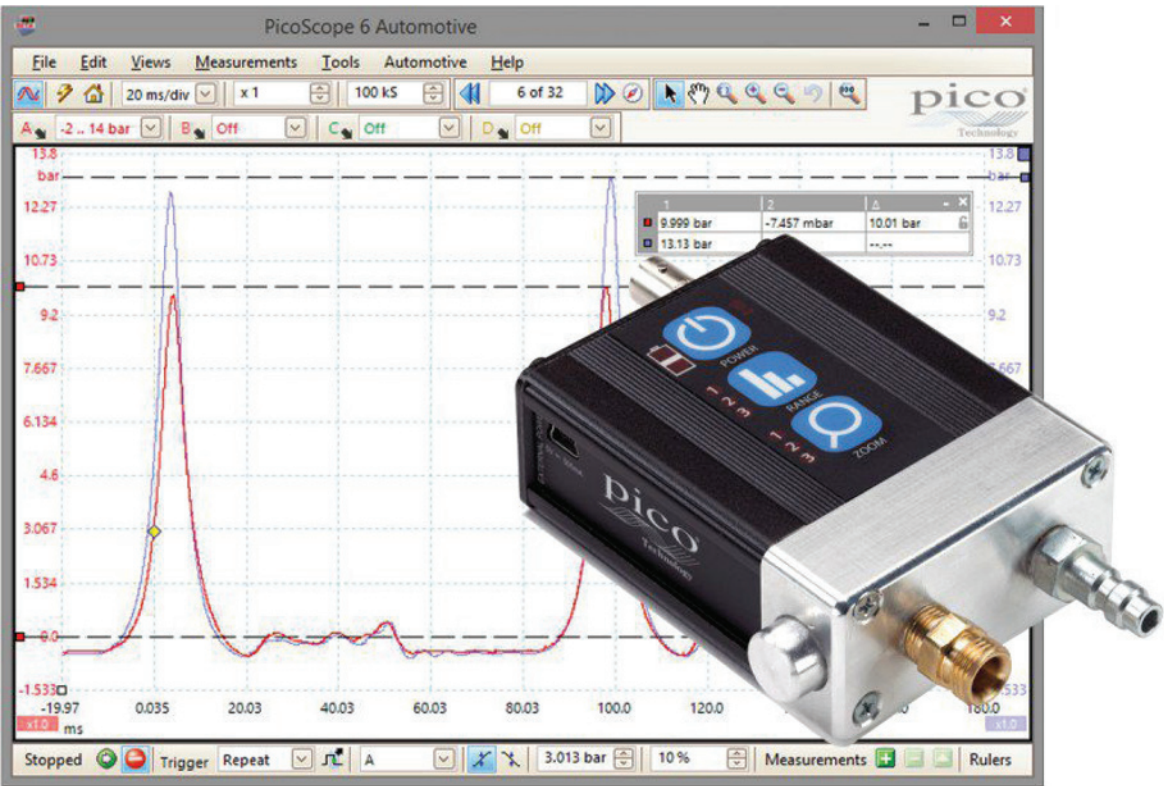 PicoScope 6 Automotive
File Edit Views Measurements Tools Automotive Help
20 ms/div x 1 100 kS 6 of 32
pico
Technology
A -2 .. 14 bar B Off C Off D Off
13.8 13.8
bar bar
1 2 Δ
12.27 9.999 bar -7.457 mbar 10.01 bar 12.27
13.13 bar --.--
10.73 10.73
9.2 9.2
POWER
7.667 .667
RANGE
1 2 3
6.134
1 2 3
ZOOM
4.6
pico
Technology
3.067
1.534
0.0
-1.533 .533
-19.97 0.035 20.03 40.03 60.03 80.03 100.0 120.0 .0 180.0
x1.0 ms x1.0
Stopped Trigger Repeat A 3.013 bar 10 % Measurements Rulers